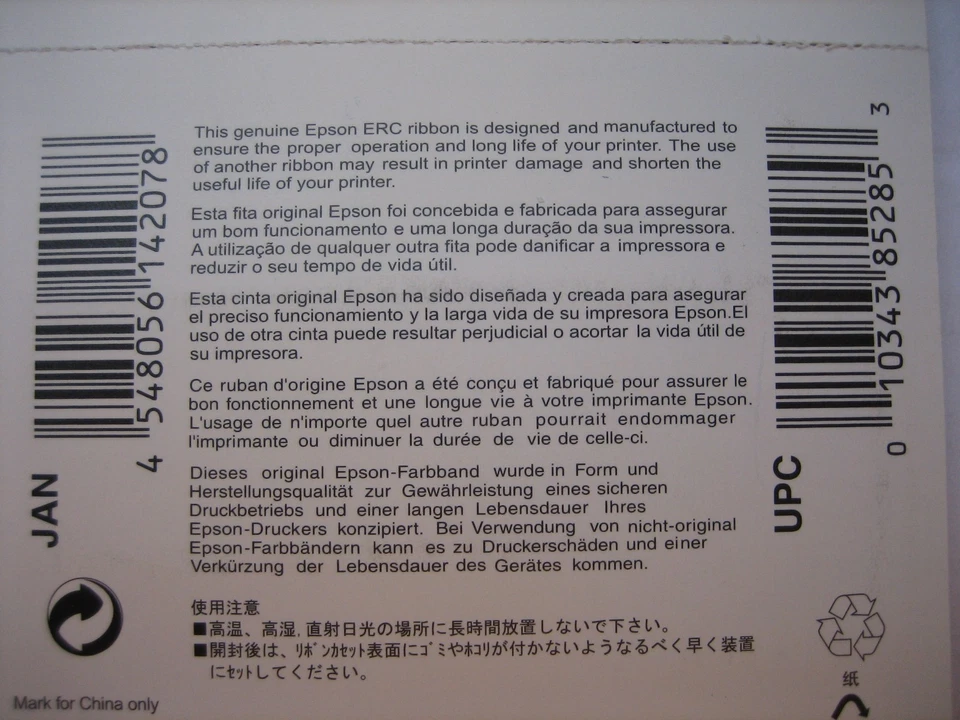 This genuine Epson ERC ribbon is designed and manufactured to
ensure the proper operation and long life of your printer. The use
of another ribbon may result in printer damage and shorten the
useful life of your printer.
Esta fita original Epson foi concebida e fabricada para assegurar
um bom funcionamento e uma longa duração da sua impressora.
A utilização de qualquer outra fita pode danificar a impressora e
reduzir o seu tempo de vida útil.
Esta cinta original Epson ha sido diseñada y creada para asegurar
el preciso funcionamiento y la larga vida de su impresora Epson.El
uso de otra cinta puede resultar perjudicial o acortar la vida útil de
su impresora.
Ce ruban d'origine Epson a été conçu et fabriqué pour assurer le
bon fonctionnement et une longue vie à votre imprimante Epson.
L'usage de n'importe quel autre ruban pourrait endommager
l'imprimante ou diminuer la durée de vie de celle-ci.
Dieses original Epson-Farbband wurde in Form und
Herstellungsqualität zur Gewährleistung eines sicheren
Druckbetriebs und einer langen Lebensdauer Ihres
Epson-Druckers konzipiert. Bei Verwendung von nicht-original
Epson-Farbbändern kann es zu Druckerschäden und einer
Verkürzung der Lebensdauer des Gerätes kommen.
使用注意
■高温、高湿,直射日光の場所に長時間放置しないで下さい。
■開封後は、ﾘﾎﾞﾝｶｾｯﾄ表面にｺﾞﾐやﾎｺﾘが付かないようなるべく早く装置
にｾｯﾄしてください。
JAN
4 548056 142078
UPC
0 10343 85285 3
纸
Mark for China only